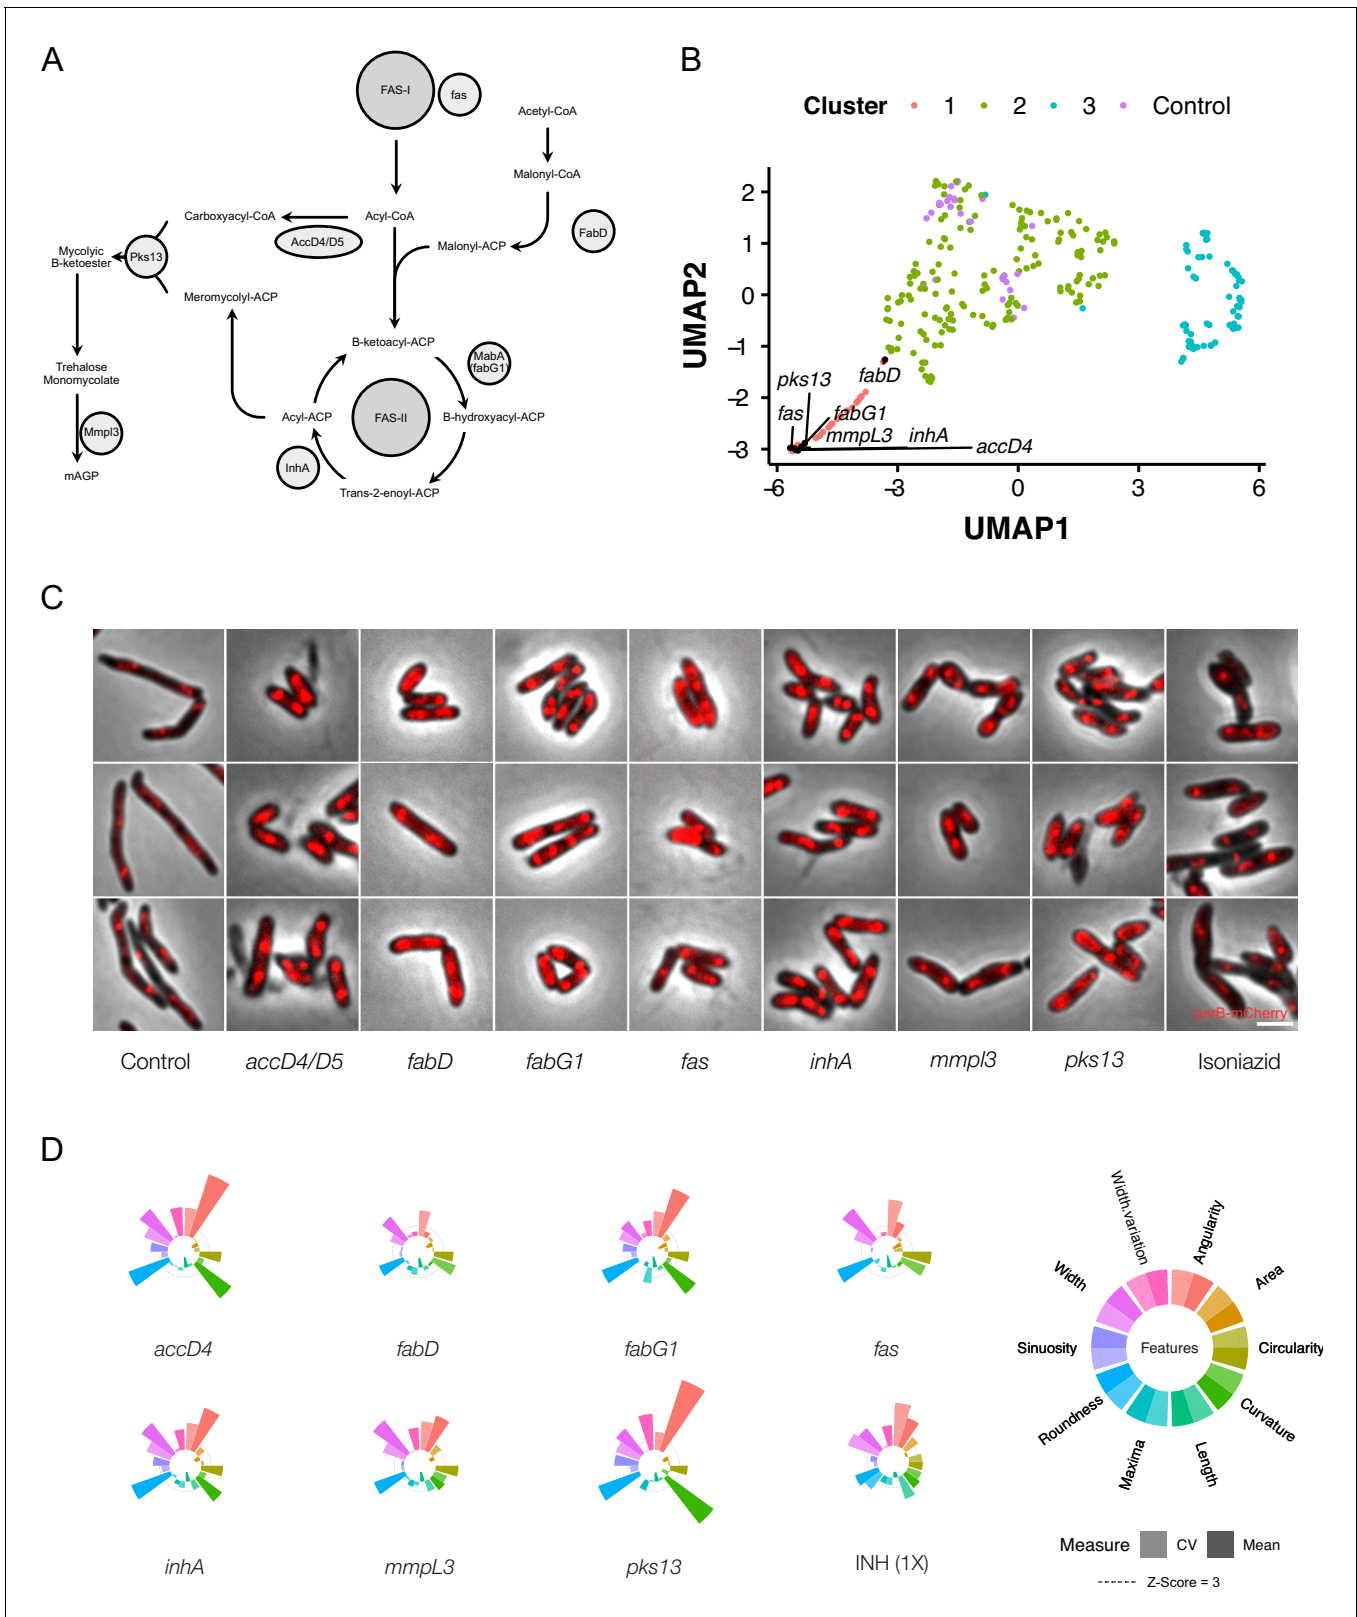 A
FAS-I
fas
Acetyl-CoA
Malonyl-CoA
Carboxyacyl-CoA
Acyl-CoA
FabD
AccD4/D5
Malonyl-ACP
Mycolyic
B-ketoester
Pks13
Meromycolyl-ACP
B-ketoacyl-ACP
MabA
(fabG1)
Trehalose
Monomycolate
Acyl-ACP
FAS-II
B-hydroxyacyl-ACP
Mmpl3
InhA
mAGP
Trans-2-enoyl-ACP
B
Cluster 1 2 3 Control
UMAP2
2
1
0
−1
−2
−3
fabD
pks13
fas
fabG1
mmpL3
inhA
accD4
−6 −3 0 3 6
UMAP1
C
parB-mCherry
Control accD4/D5 fabD fabG1 fas inhA mmpl3 pks13 Isoniazid
D
accD4 fabD fabG1 fas
inhA mmpL3 pks13 INH (1X)
Width.variation
Angularity
Width
Area
Sinuosity
Features
Circularity
Roundness
Curvature
Maxima
Length
Measure CV Mean
Z-Score = 3